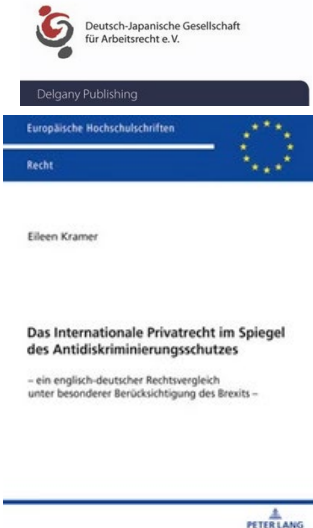 Deutsch-Japanische Gesellschaft
für Arbeitsrecht e. V.
Delgany Publishing
Europäische Hochschulschriften
Recht
Eileen Kramer
Das Internationale Privatrecht im Spiegel
des Antidiskriminierungsschutzes
– ein englisch-deutscher Rechtsvergleich
unter besonderer Berücksichtigung des Brexits –
PETER LANG